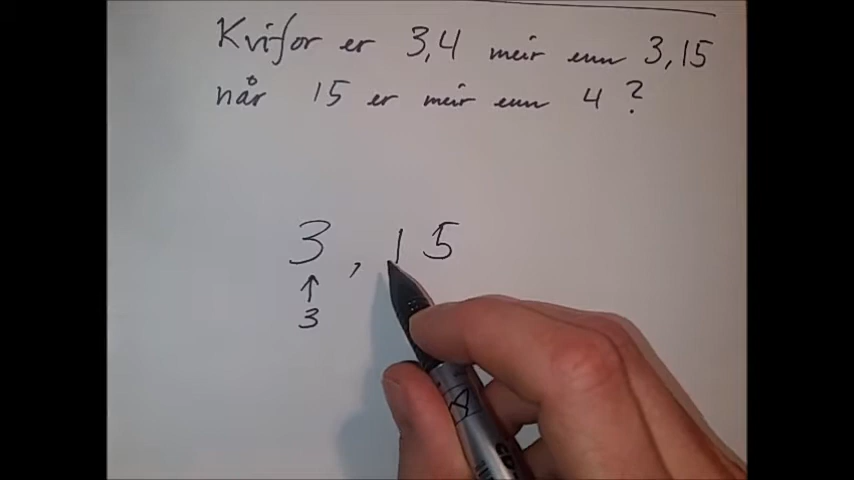 Kvifor er 3,4 meir enn 3,15
når 15 er meir enn 4?
3,15
↑
3
A